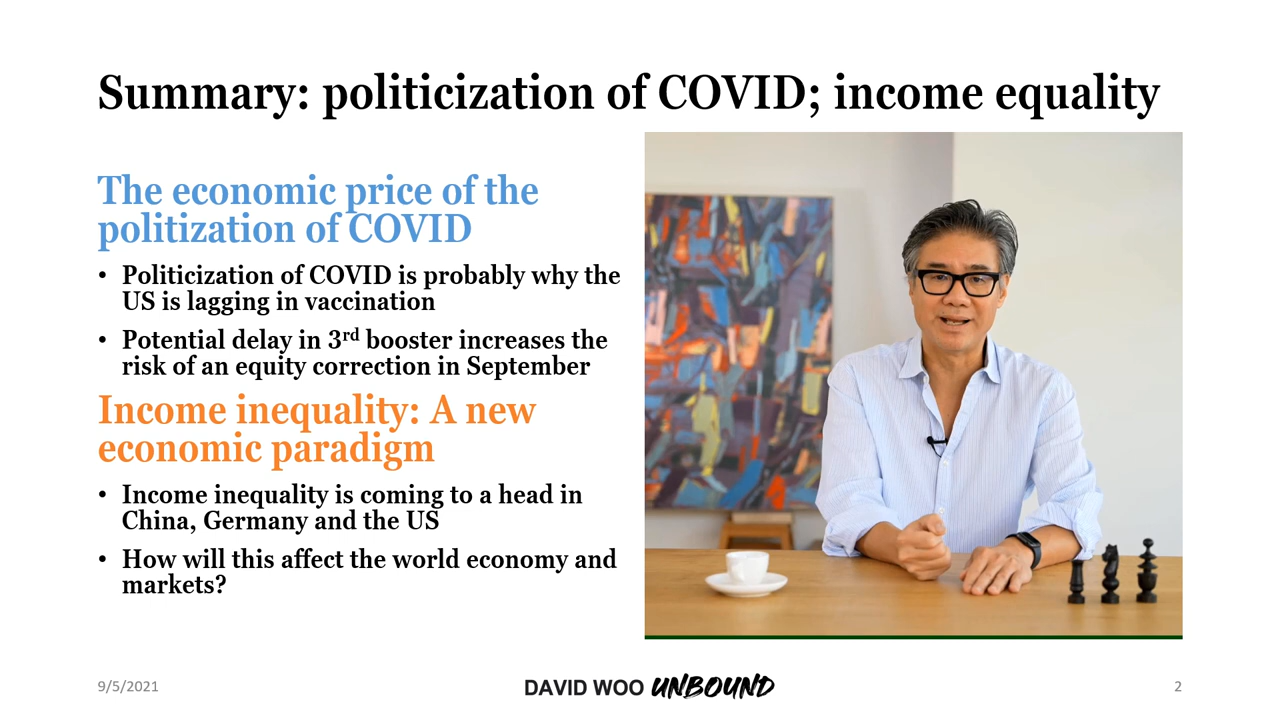 Summary: politicization of COVID; income equality
The economic price of the
politization of COVID
• Politicization of COVID is probably why the
US is lagging in vaccination
• Potential delay in 3rd booster increases the
risk of an equity correction in September
Income inequality: A new
economic paradigm
• Income inequality is coming to a head in
China, Germany and the US
• How will this affect the world economy and
markets?
9/5/2021
DAVID WOO UNBOUND
2